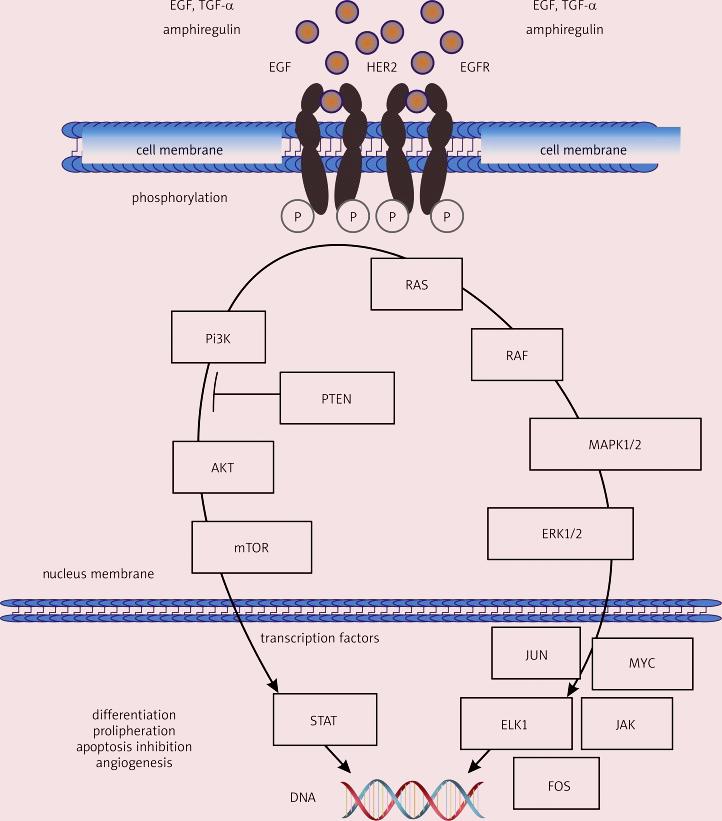 EGF, TGF-α
EGF, TGF-α
amphiregulin
amphiregulin
EGF
HER2
EGFR
cell membrane
cell membrane
phosphorylation
P
P
P
P
RAS
Pi3K
RAF
PTEN
MAPK1/2
AKT
ERK1/2
mTOR
nucleus membrane
transcription factors
JUN
MYC
STAT
ELK1
JAK
differentiation
prolipheration
apoptosis inhibition
angiogenesis
FOS
DNA